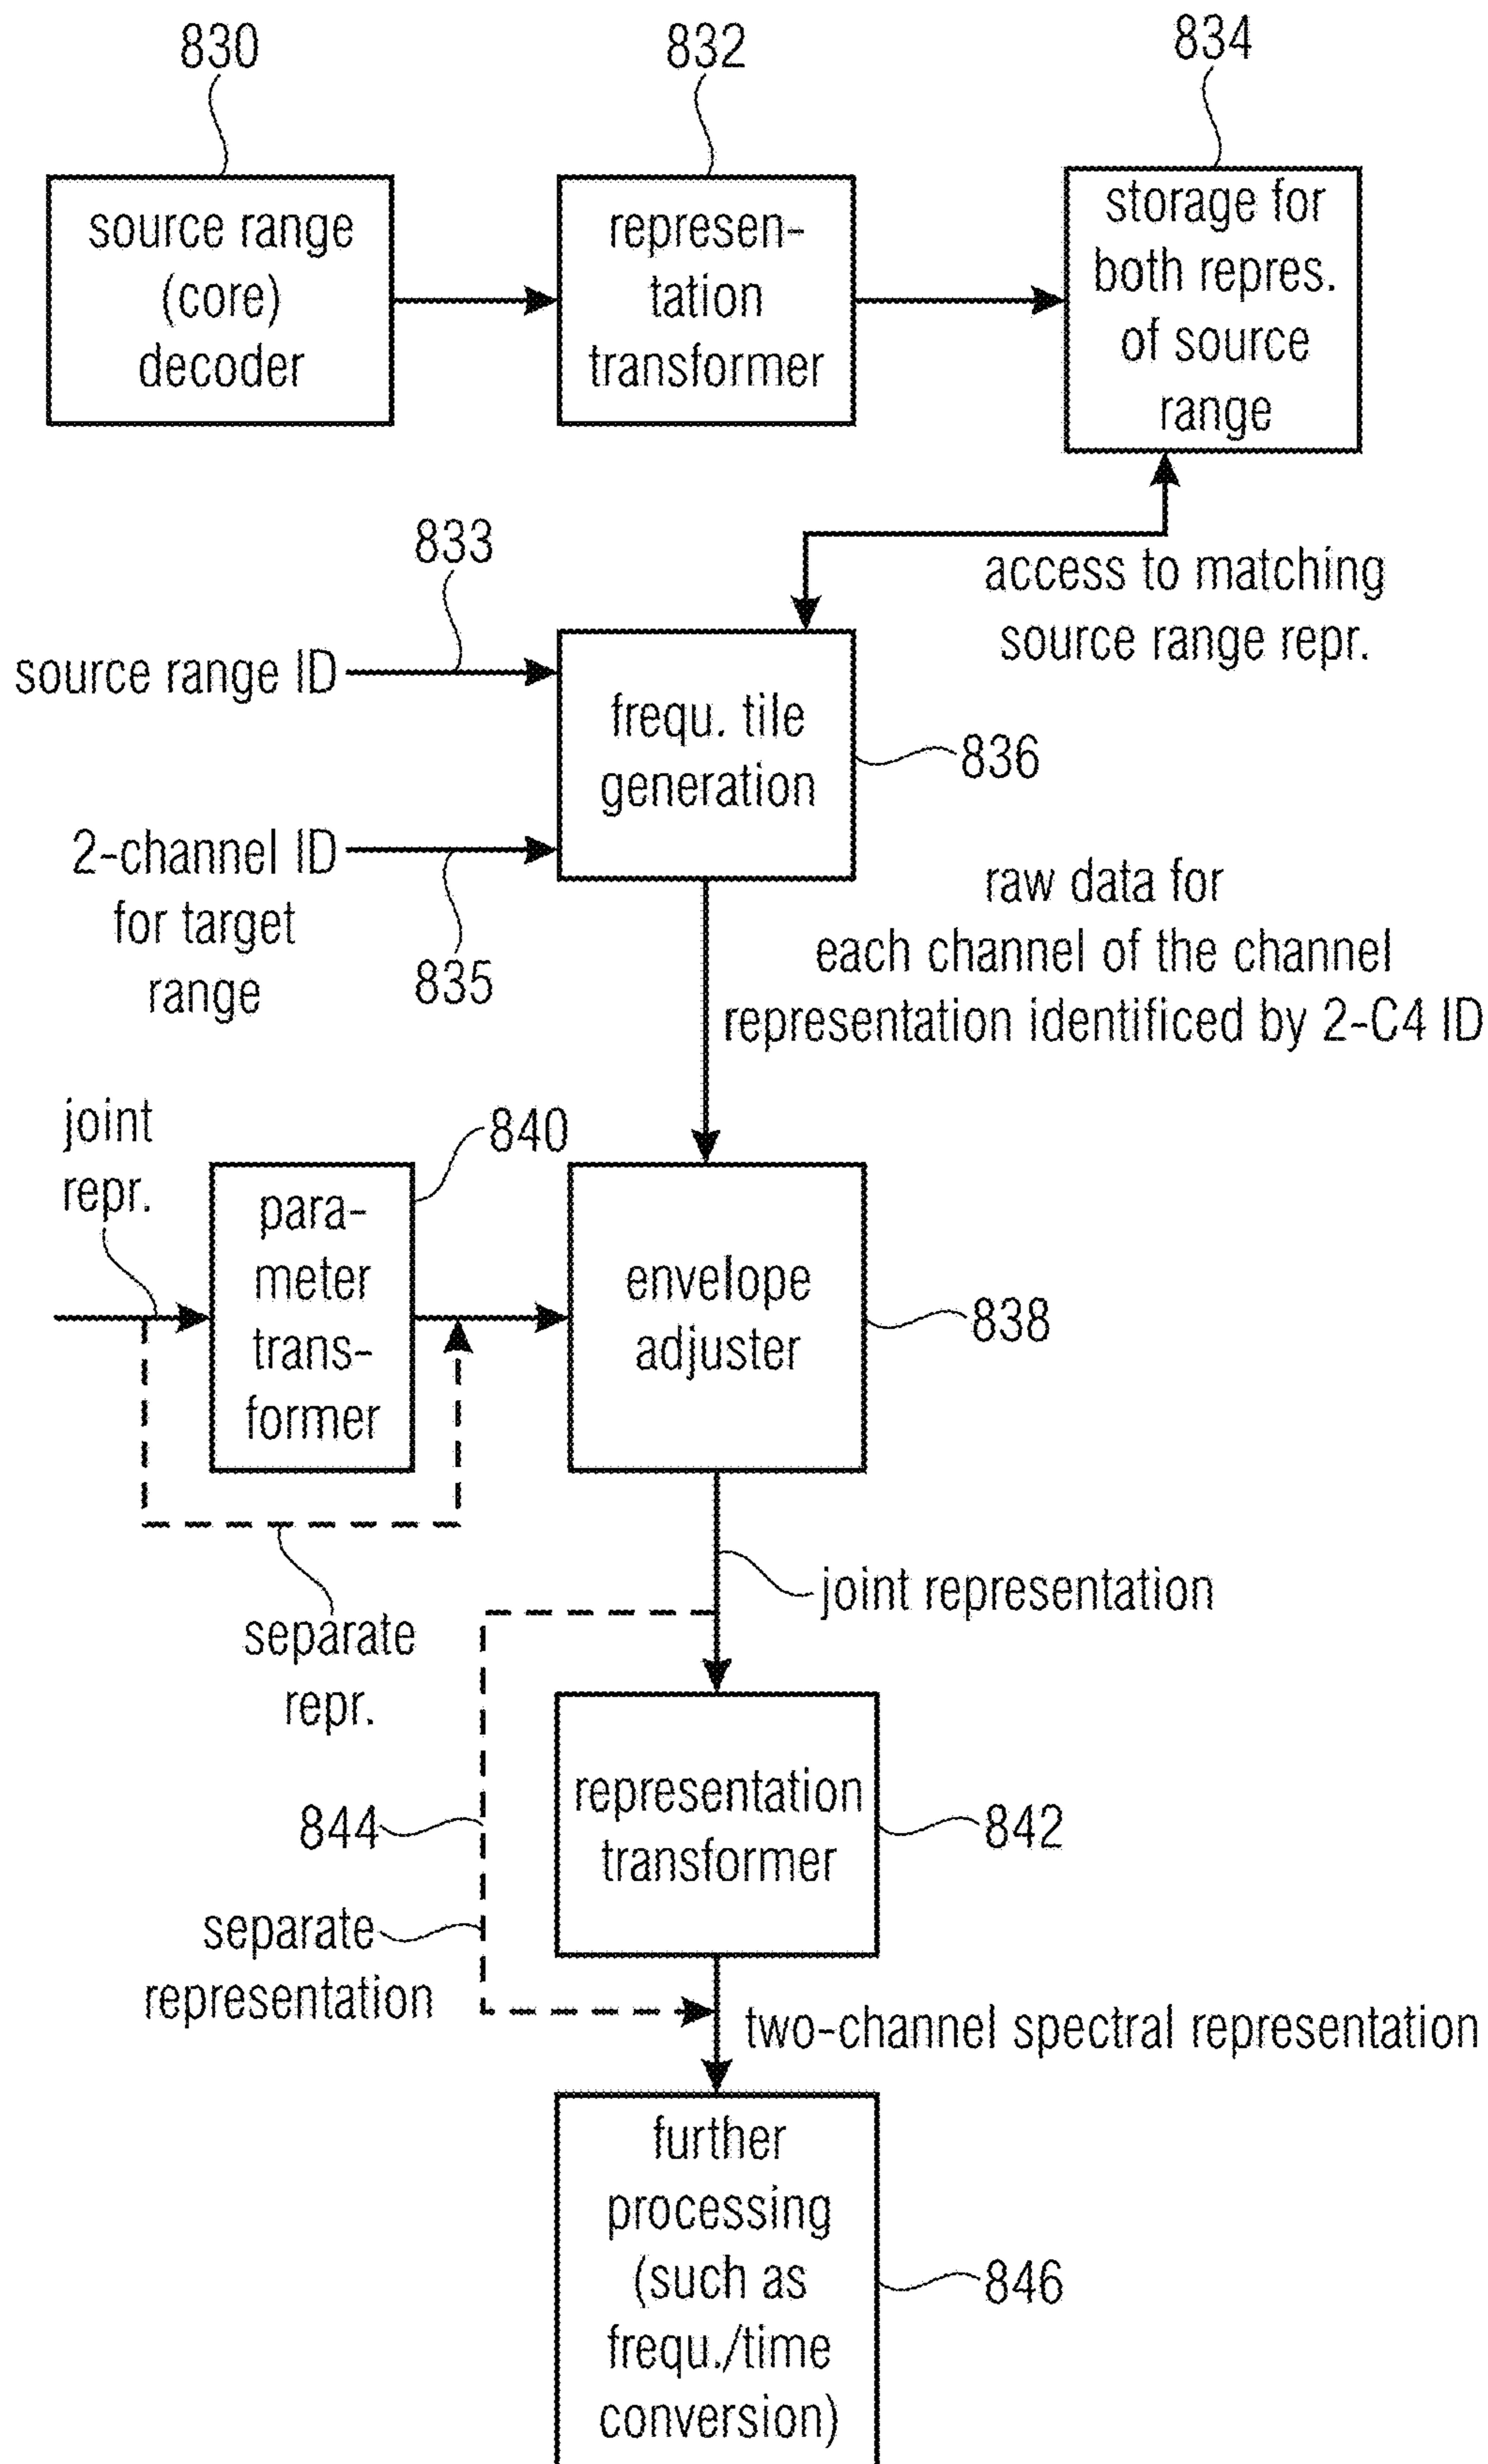 830
832
834
source range
(core)
decoder
represen-
tation
transformer
storage for
both repres.
of source
range
833
access to matching
source range repr.
source range ID
frequ. tile
generation
836
2-channel ID
for target
range
835
raw data for
each channel of the channel
representation identificed by 2-C4 ID
joint
repr.
840
para-
meter
trans-
former
envelope
adjuster
838
separate
repr.
joint representation
representation
transformer
844
842
separate
representation
two-channel spectral representation
further
processing
(such as
frequ./time
conversion)
846